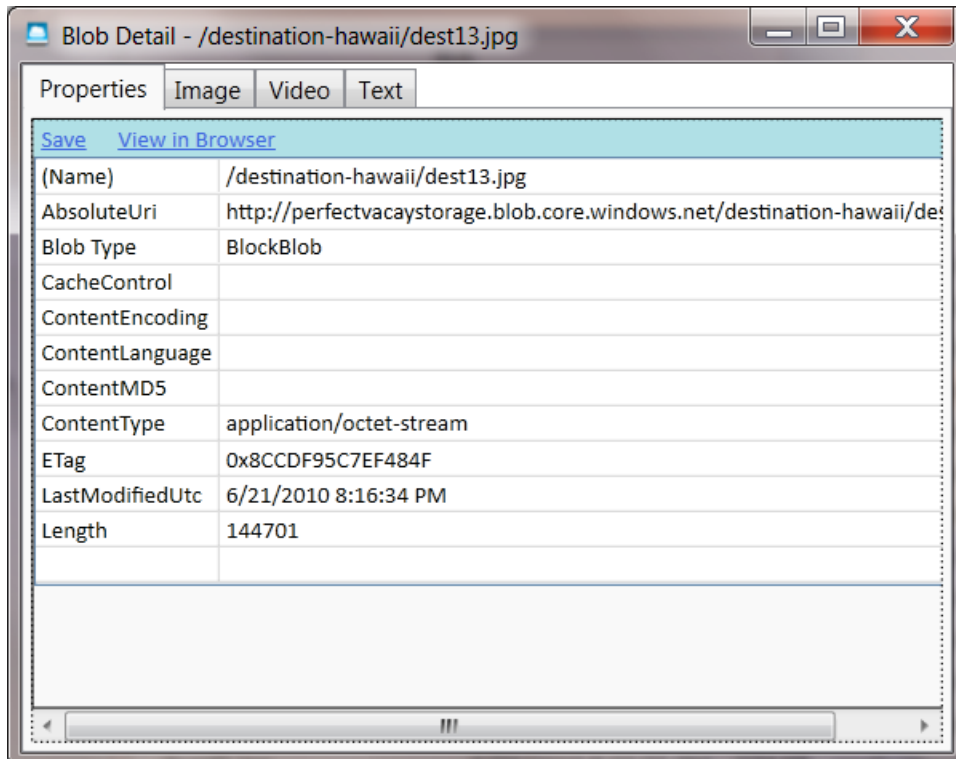 Blob Detail - /destination-hawaii/dest13.jpg
Properties Image Video Text
Save View in Browser
(Name) /destination-hawaii/dest13.jpg
AbsoluteUri http://perfectvacaystorage.blob.core.windows.net/destination-hawaii/des
Blob Type BlockBlob
CacheControl
ContentEncoding
ContentLanguage
ContentMD5
ContentType application/octet-stream
ETag 0x8CCDF95C7EF484F
LastModifiedUtc 6/21/2010 8:16:34 PM
Length 144701